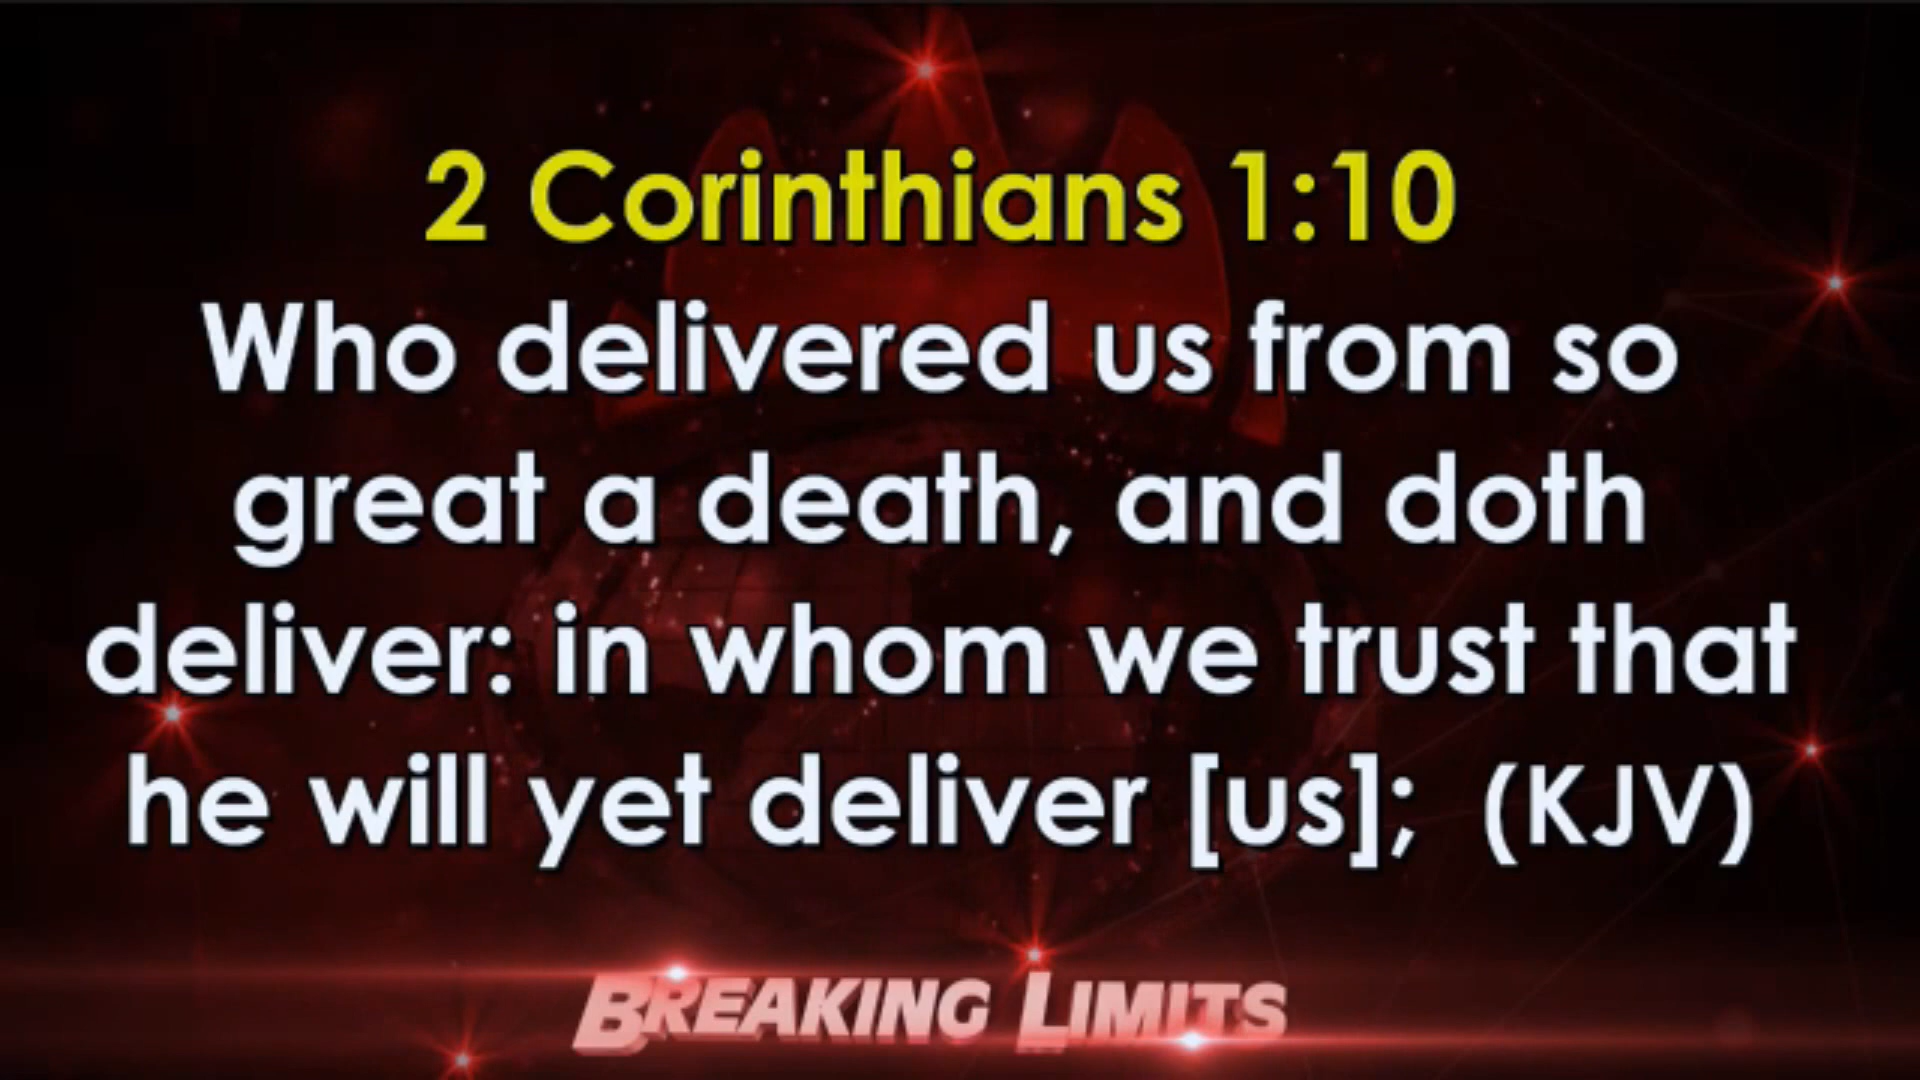 2 Corinthians 1:10
Who delivered us from so
great a death, and doth
deliver: in whom we trust that
he will yet deliver [us]; (KJV)
BREAKING LIMITS